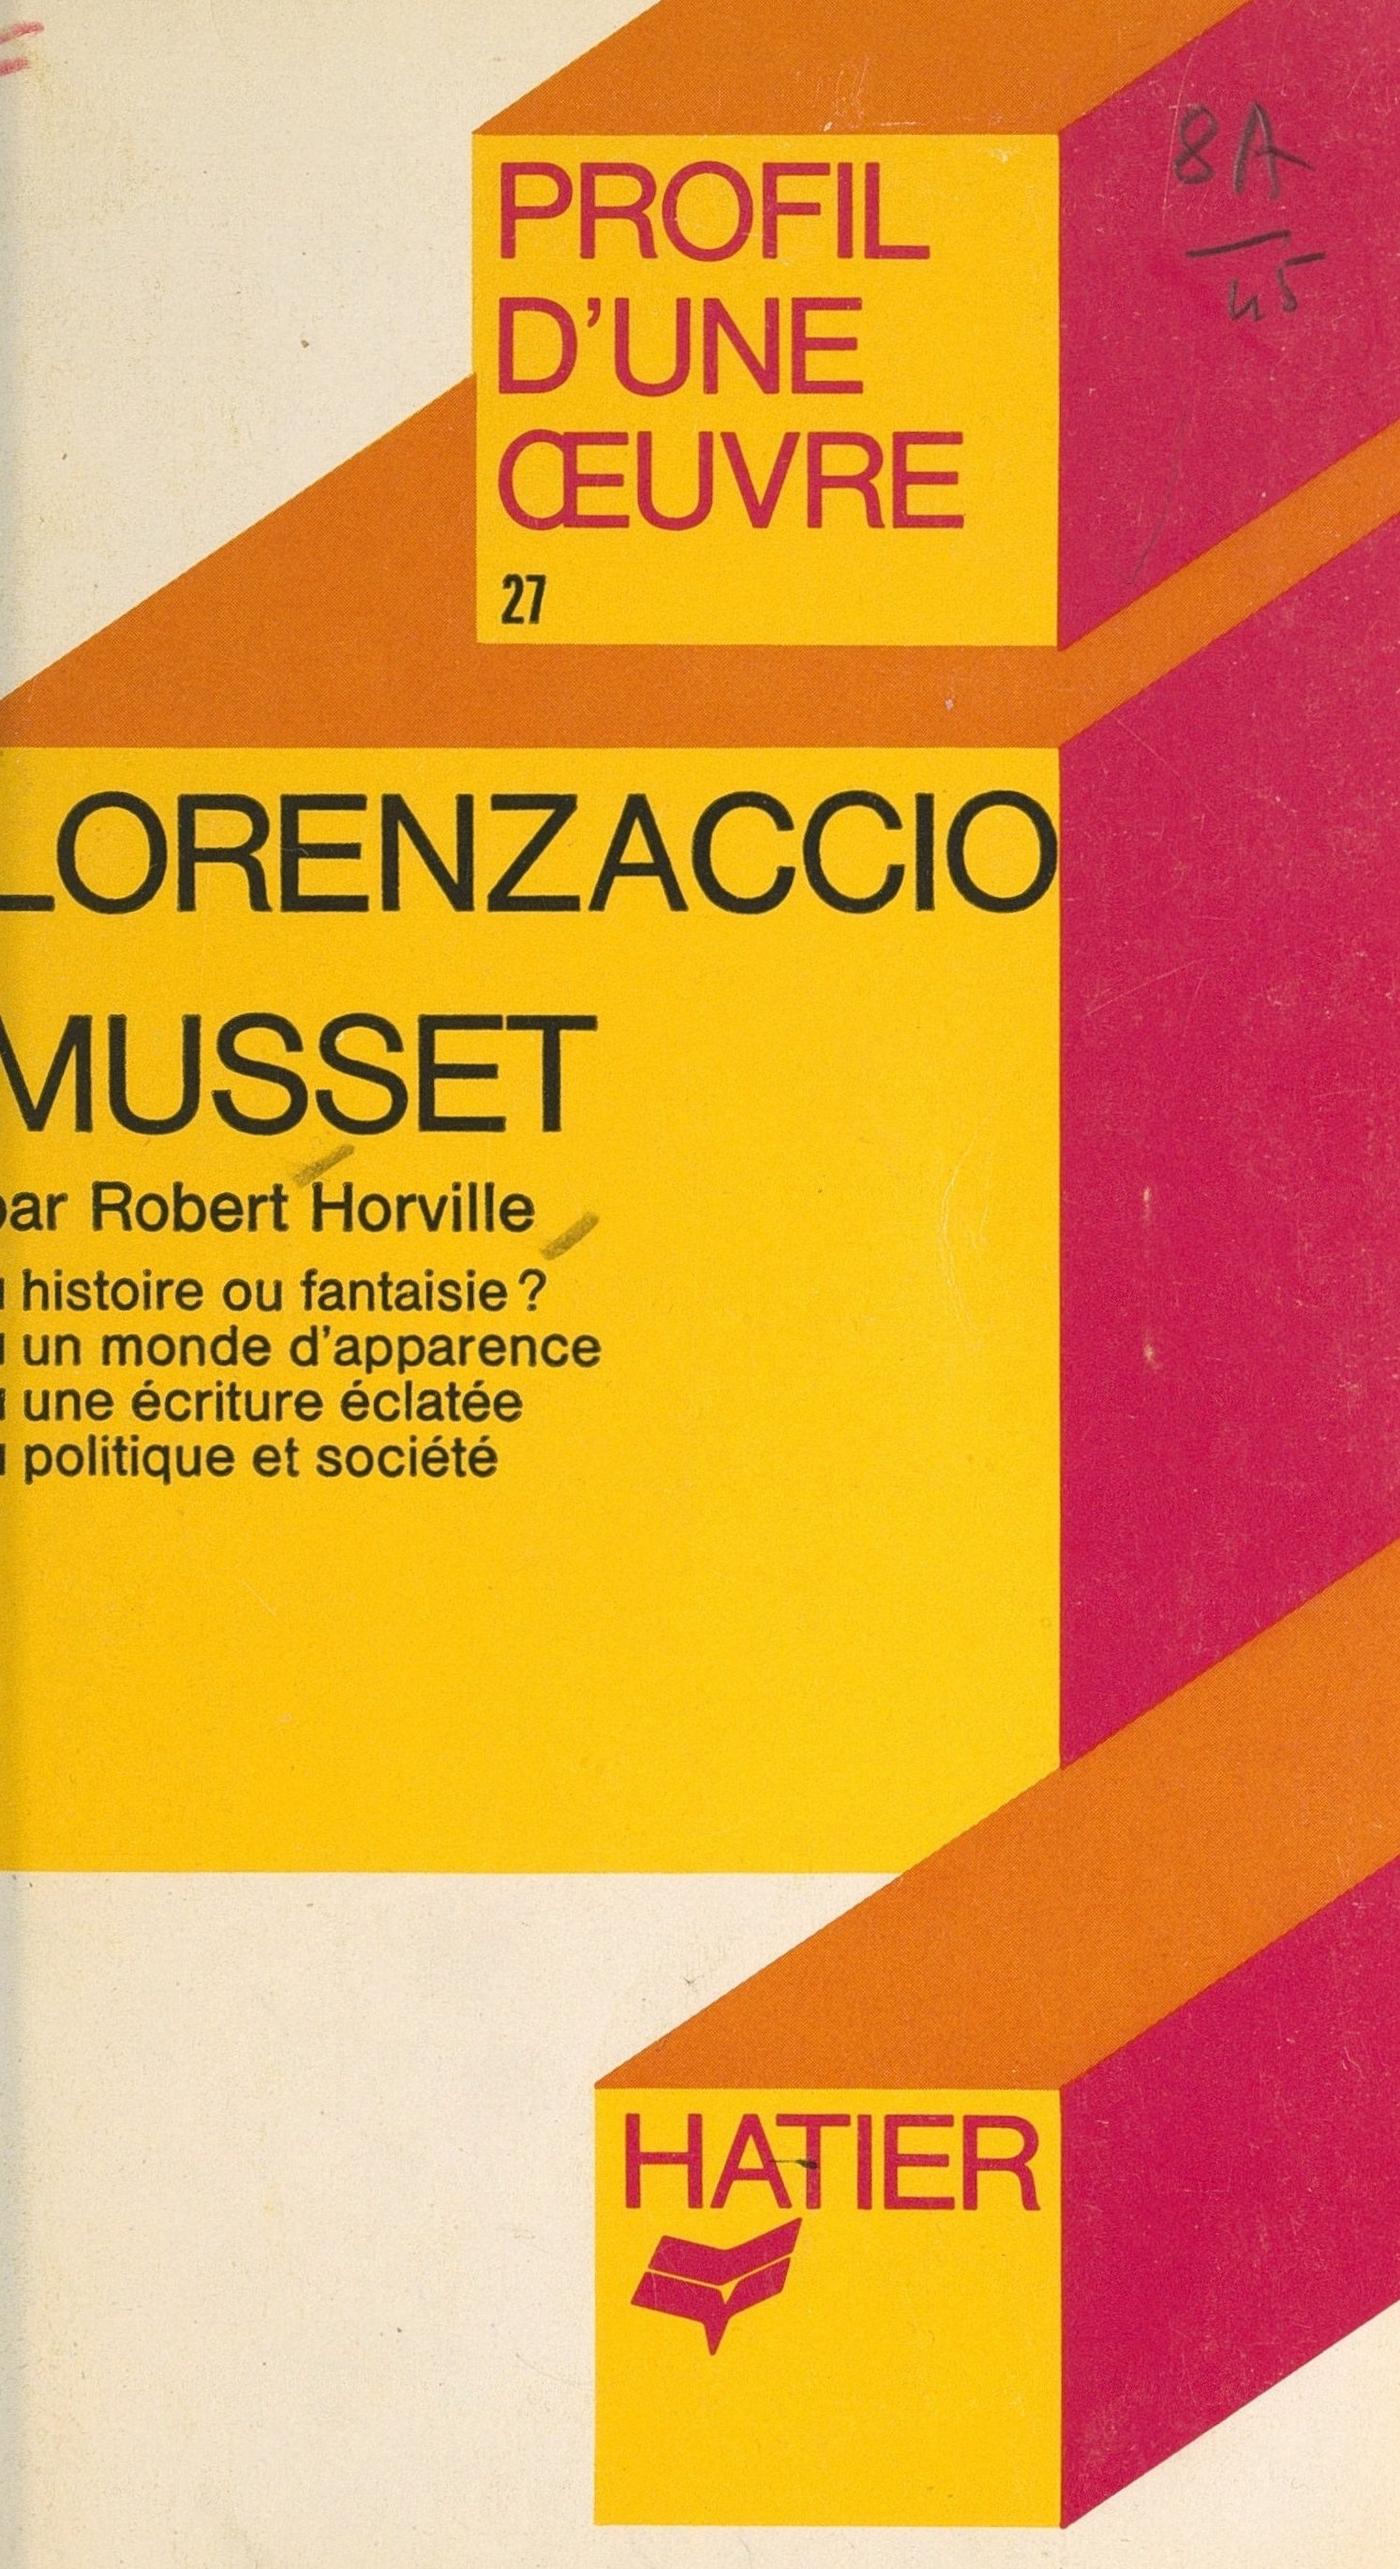 PROFIL
D'UNE
ŒUVRE
27
8A
45
LORENZACCIO
MUSSET
par Robert Horville
histoire ou fantaisie ?
un monde d'apparence
une écriture éclatée
politique et société
HATIER